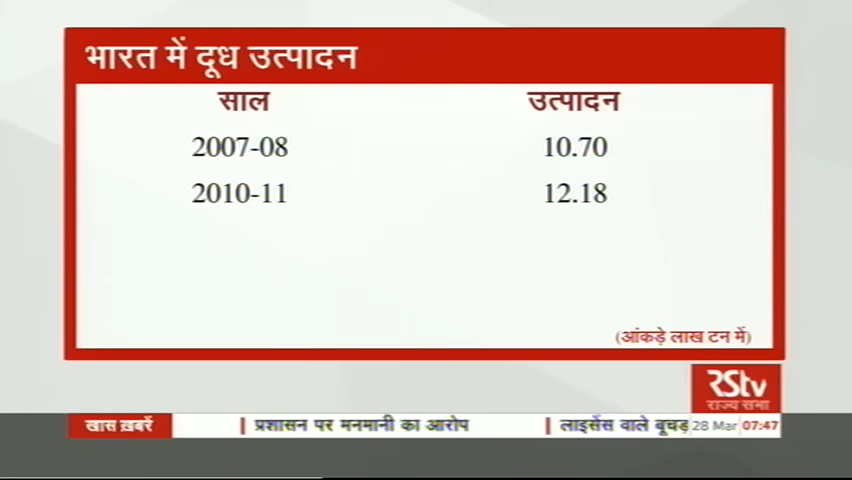 भारत में दूध उत्पादन
साल उत्पादन
2007-08 10.70
2010-11 12.18
(आंकड़े लाख टन में)
RStv
राज्य सभा
खास ख़बरें | प्रशासन पर मनमानी का आरोप | लाइसेंस वाले बूचड़ 28 Mar 07:47